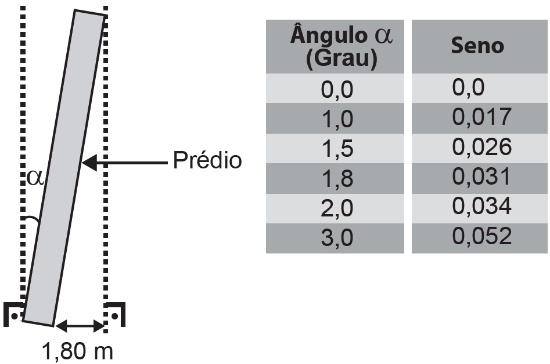 α
Prédio
1,80 m
Ângulo α
(Grau)
Seno
0,0
0,0
1,0
0,017
1,5
0,026
1,8
0,031
2,0
0,034
3,0
0,052